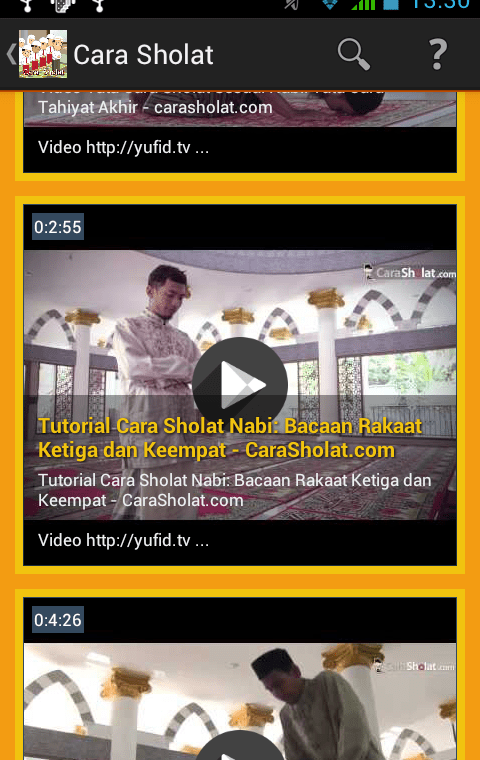 13:30
Cara Sholat
?
Tahiyat Akhir - carasholat.com
Video http://yufid.tv ...
0:2:55
CaraSholat.com
Tutorial Cara Sholat Nabi: Bacaan Rakaat
Ketiga dan Keempat - CaraSholat.com
Tutorial Cara Sholat Nabi: Bacaan Rakaat Ketiga dan
Keempat - CaraSholat.com
Video http://yufid.tv ...
0:4:26
CaraSholat.com